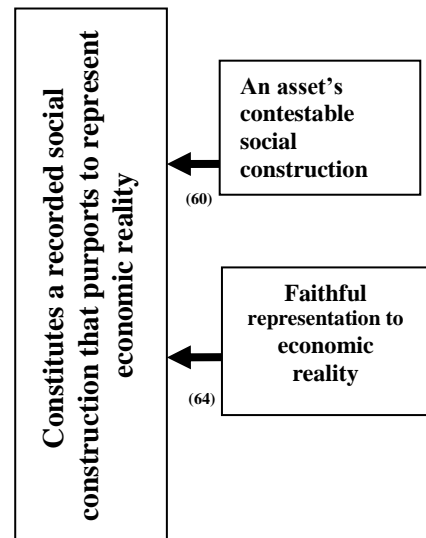 Constitutes a recorded social
construction that purports to represent
economic reality
An asset's
contestable
social
construction
(60)
Faithful
representation to
economic
reality
(64)